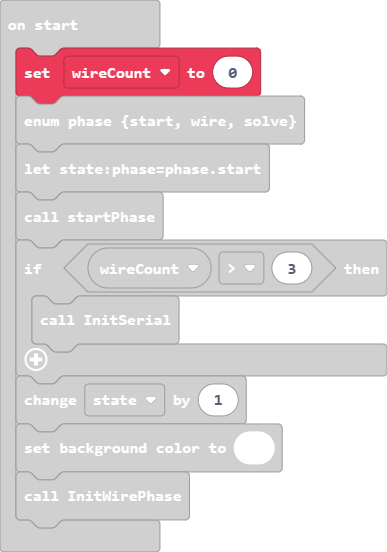 on start
set wireCount to 0
enum phase {start, wire, solve}
let state:phase=phase.start
call startPhase
if wireCount > 3 then
call InitSerial
change state by 1
set background color to
call InitWirePhase